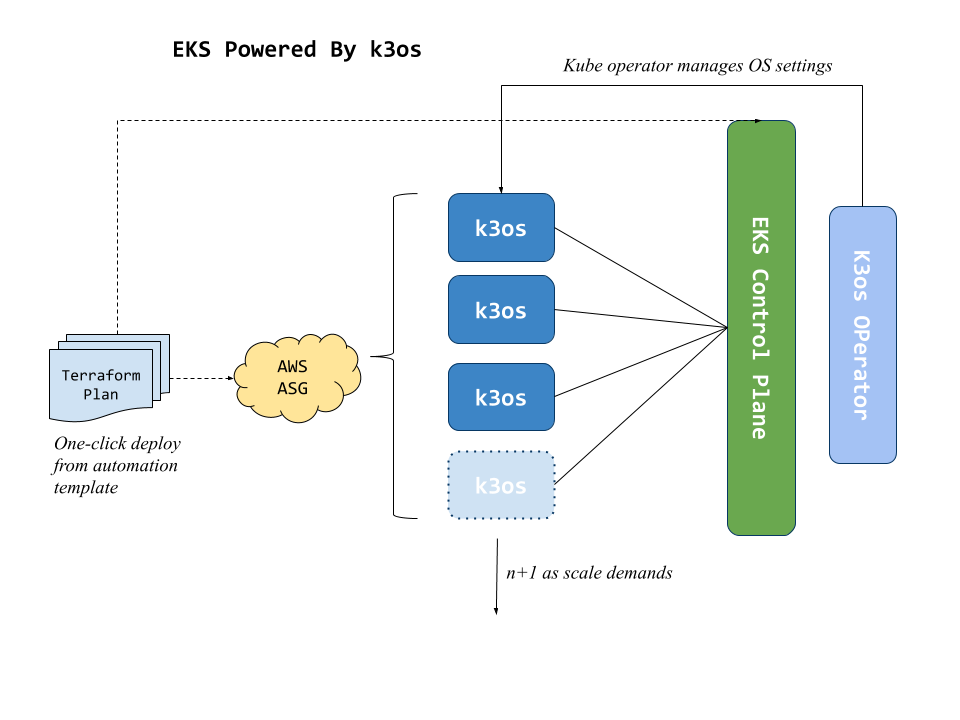 EKS Powered By k3os
Kube operator manages OS settings
k3os
k3os
k3os
k3os
EKS Control Plane
K3os OPerator
AWS
ASG
Terraform
Plan
One-click deploy
from automation
template
n+1 as scale demands